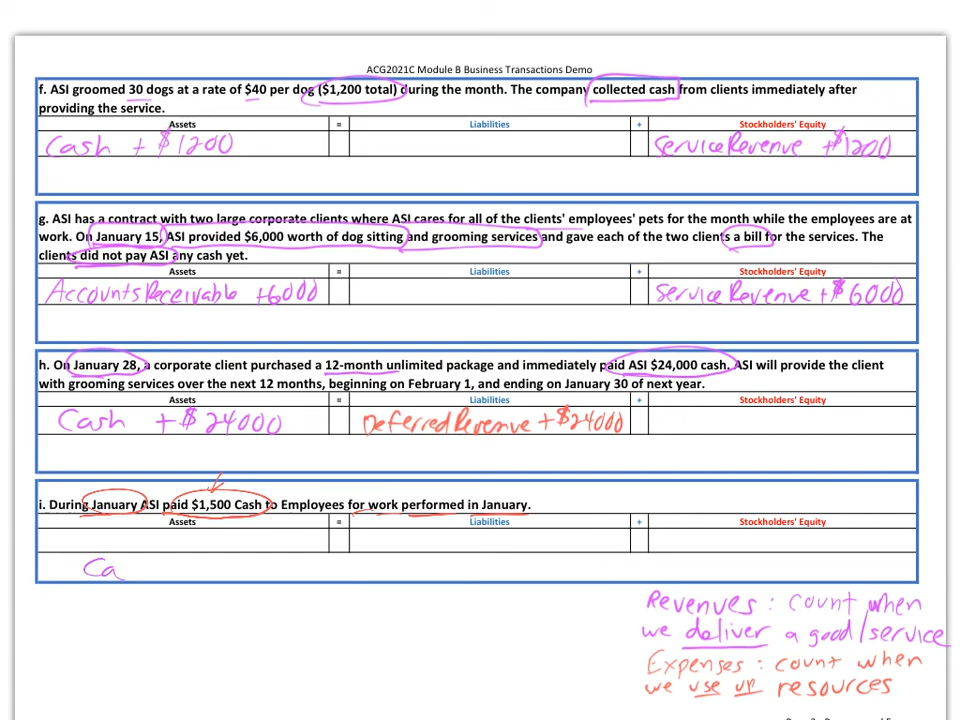 ACG2021C Module B Business Transactions Demo
f. ASI groomed 30 dogs at a rate of $40 per dog ($1,200 total) during the month. The company collected cash from clients immediately after
providing the service.
Assets = Liabilities + Stockholders' Equity
Cash + $1200 Service Revenue +$1200
g. ASI has a contract with two large corporate clients where ASI cares for all of the clients' employees' pets for the month while the employees are at
work. On January 15, ASI provided $6,000 worth of dog sitting and grooming services and gave each of the two clients a bill for the services. The
clients did not pay ASI any cash yet.
Assets = Liabilities + Stockholders' Equity
Accounts Receivable +6000 Service Revenue +$6000
h. On January 28, a corporate client purchased a 12-month unlimited package and immediately paid ASI $24,000 cash. ASI will provide the client
with grooming services over the next 12 months, beginning on February 1, and ending on January 30 of next year.
Assets = Liabilities + Stockholders' Equity
Cash +$24000 Deferred Revenue +$24000
i. During January ASI paid $1,500 Cash to Employees for work performed in January.
Assets = Liabilities + Stockholders' Equity
Ca
Revenues: count when
we deliver a good/service
Expenses: count when
we use up resources